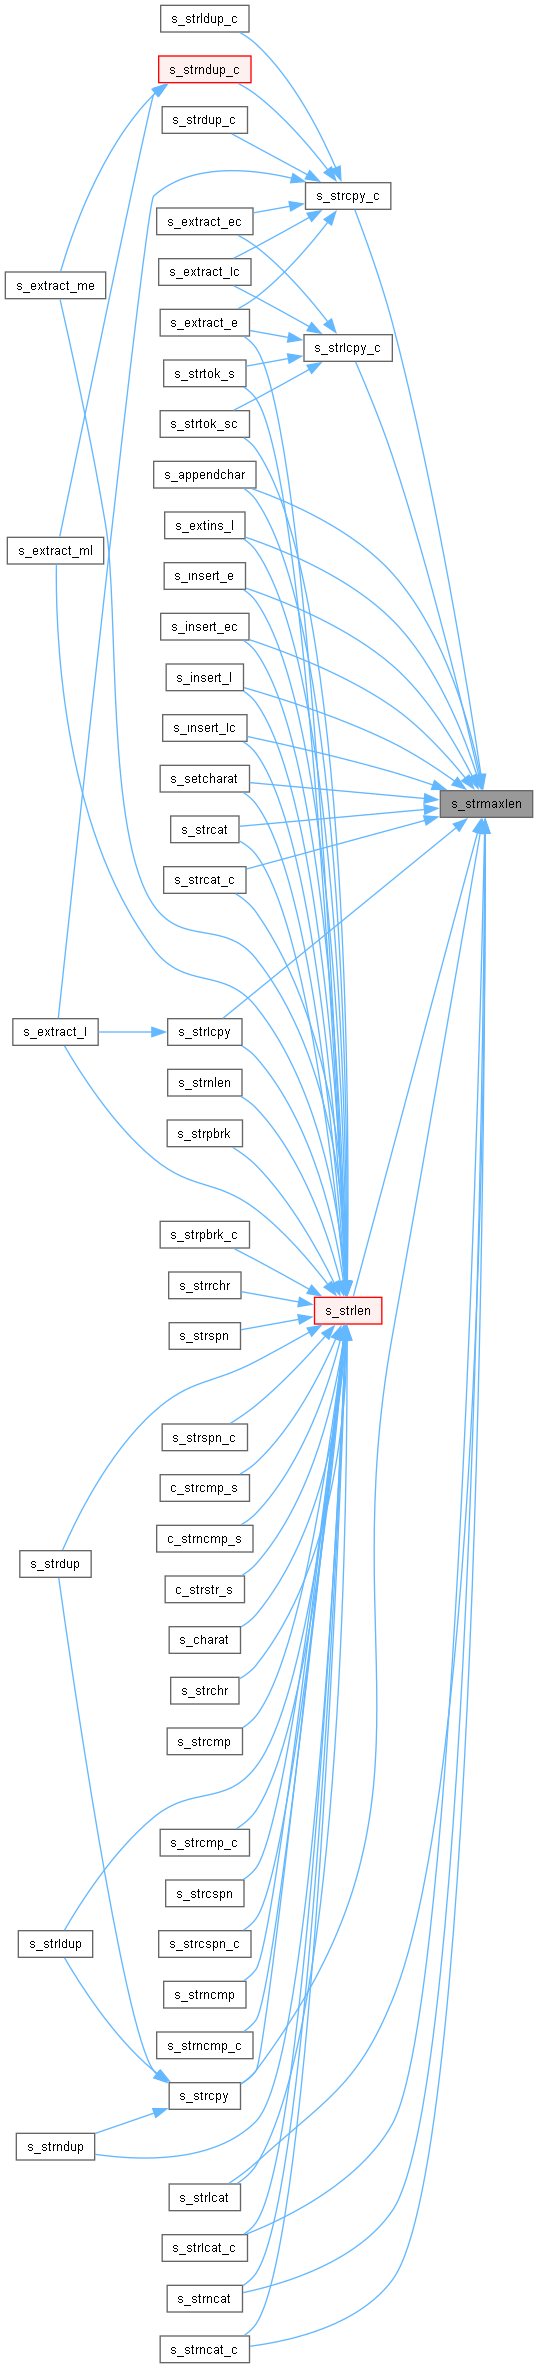 s_strldup_c
s_strndup_c
s_strdup_c
s_strcpy_c
s_extract_ec
s_extract_lc
s_extract_me
s_extract_e
s_strlcpy_c
s_strtok_s
s_strtok_sc
s_appendchar
s_extins_l
s_extract_ml
s_insert_e
s_insert_ec
s_insert_l
s_insert_lc
s_setcharat
s_strmaxlen
s_strcat
s_strcat_c
s_extract_l
s_strlcpy
s_strnlen
s_strpbrk
s_strpbrk_c
s_strrchr
s_strlen
s_strspn
s_strspn_c
c_strcmp_s
c_strncmp_s
s_strdup
c_strstr_s
s_charat
s_strchr
s_strcmp
s_strcmp_c
s_strcspn
s_strldup
s_strcspn_c
s_strncmp
s_strncmp_c
s_strcpy
s_strndup
s_strlcat
s_strlcat_c
s_strncat
s_strncat_c